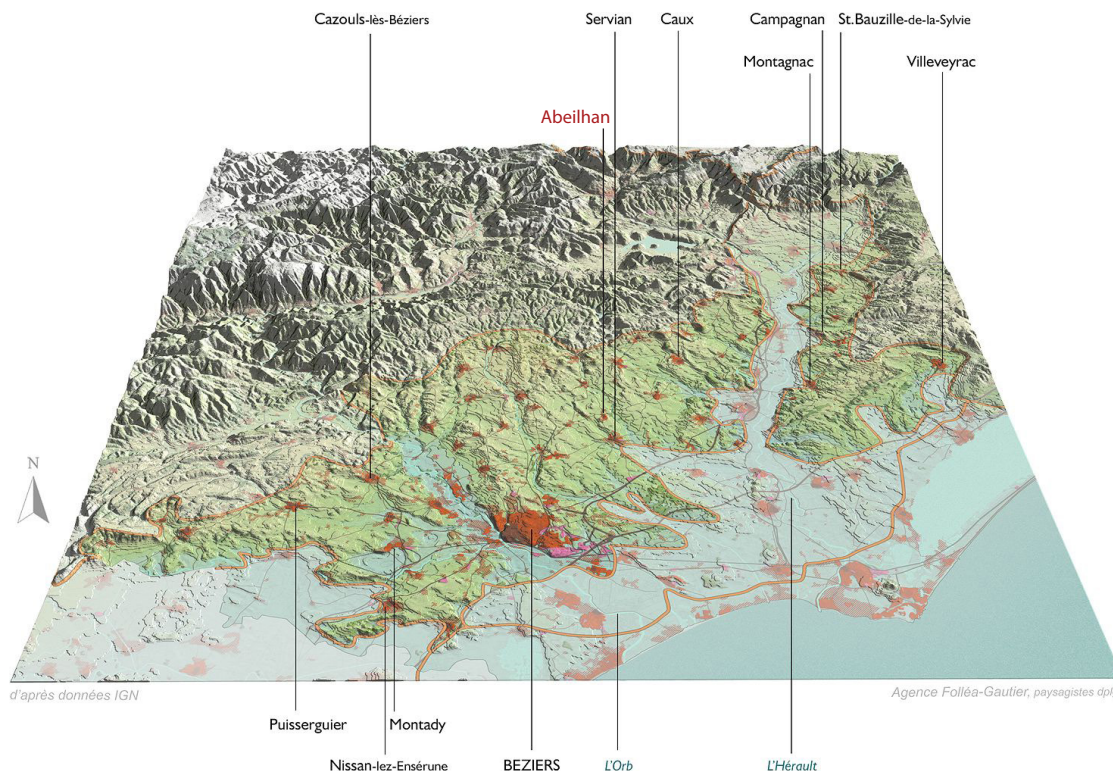 Cazouls-lès-Béziers
Servian
Caux
Campagnan
St.Bauzille-de-la-Sylvie
Montagnac
Villeveyrac
Abeilhan
N
d'après données IGN
Agence Folléa-Gautier, paysagistes dplg
Puisserguier
Montady
Nissan-lez-Ensérune
BEZIERS
L'Orb
L'Hérault